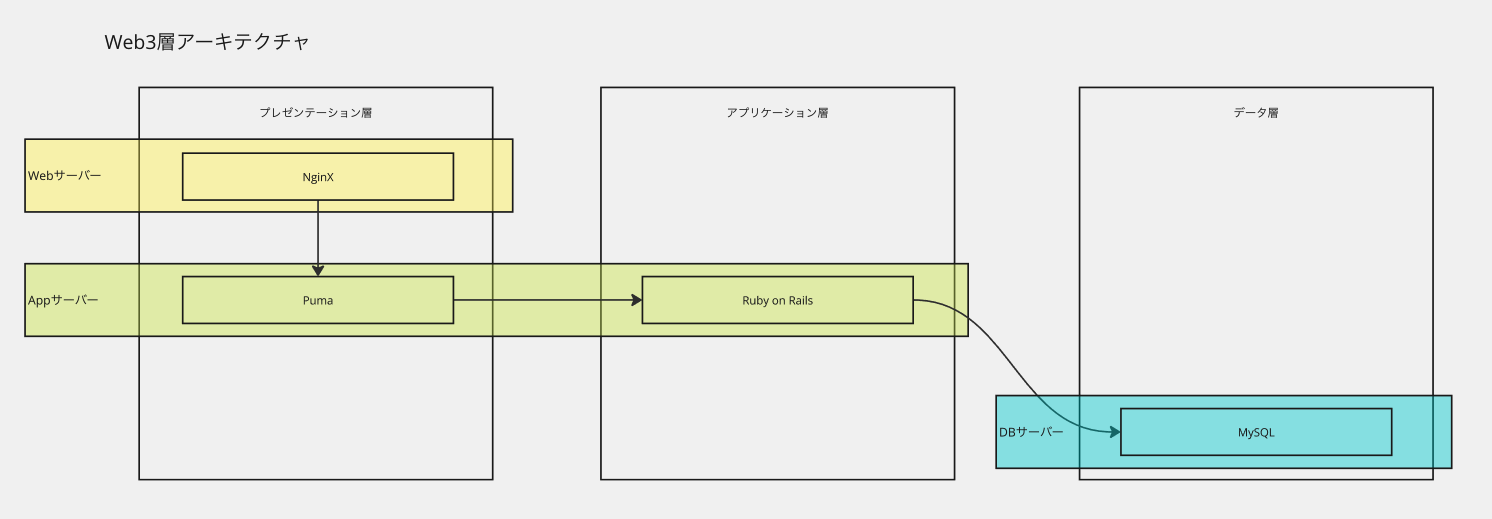 Web3層アーキテクチャ
プレゼンテーション層
アプリケーション層
データ層
Webサーバー
NginX
Appサーバー
Puma
Ruby on Rails
DBサーバー
MySQL